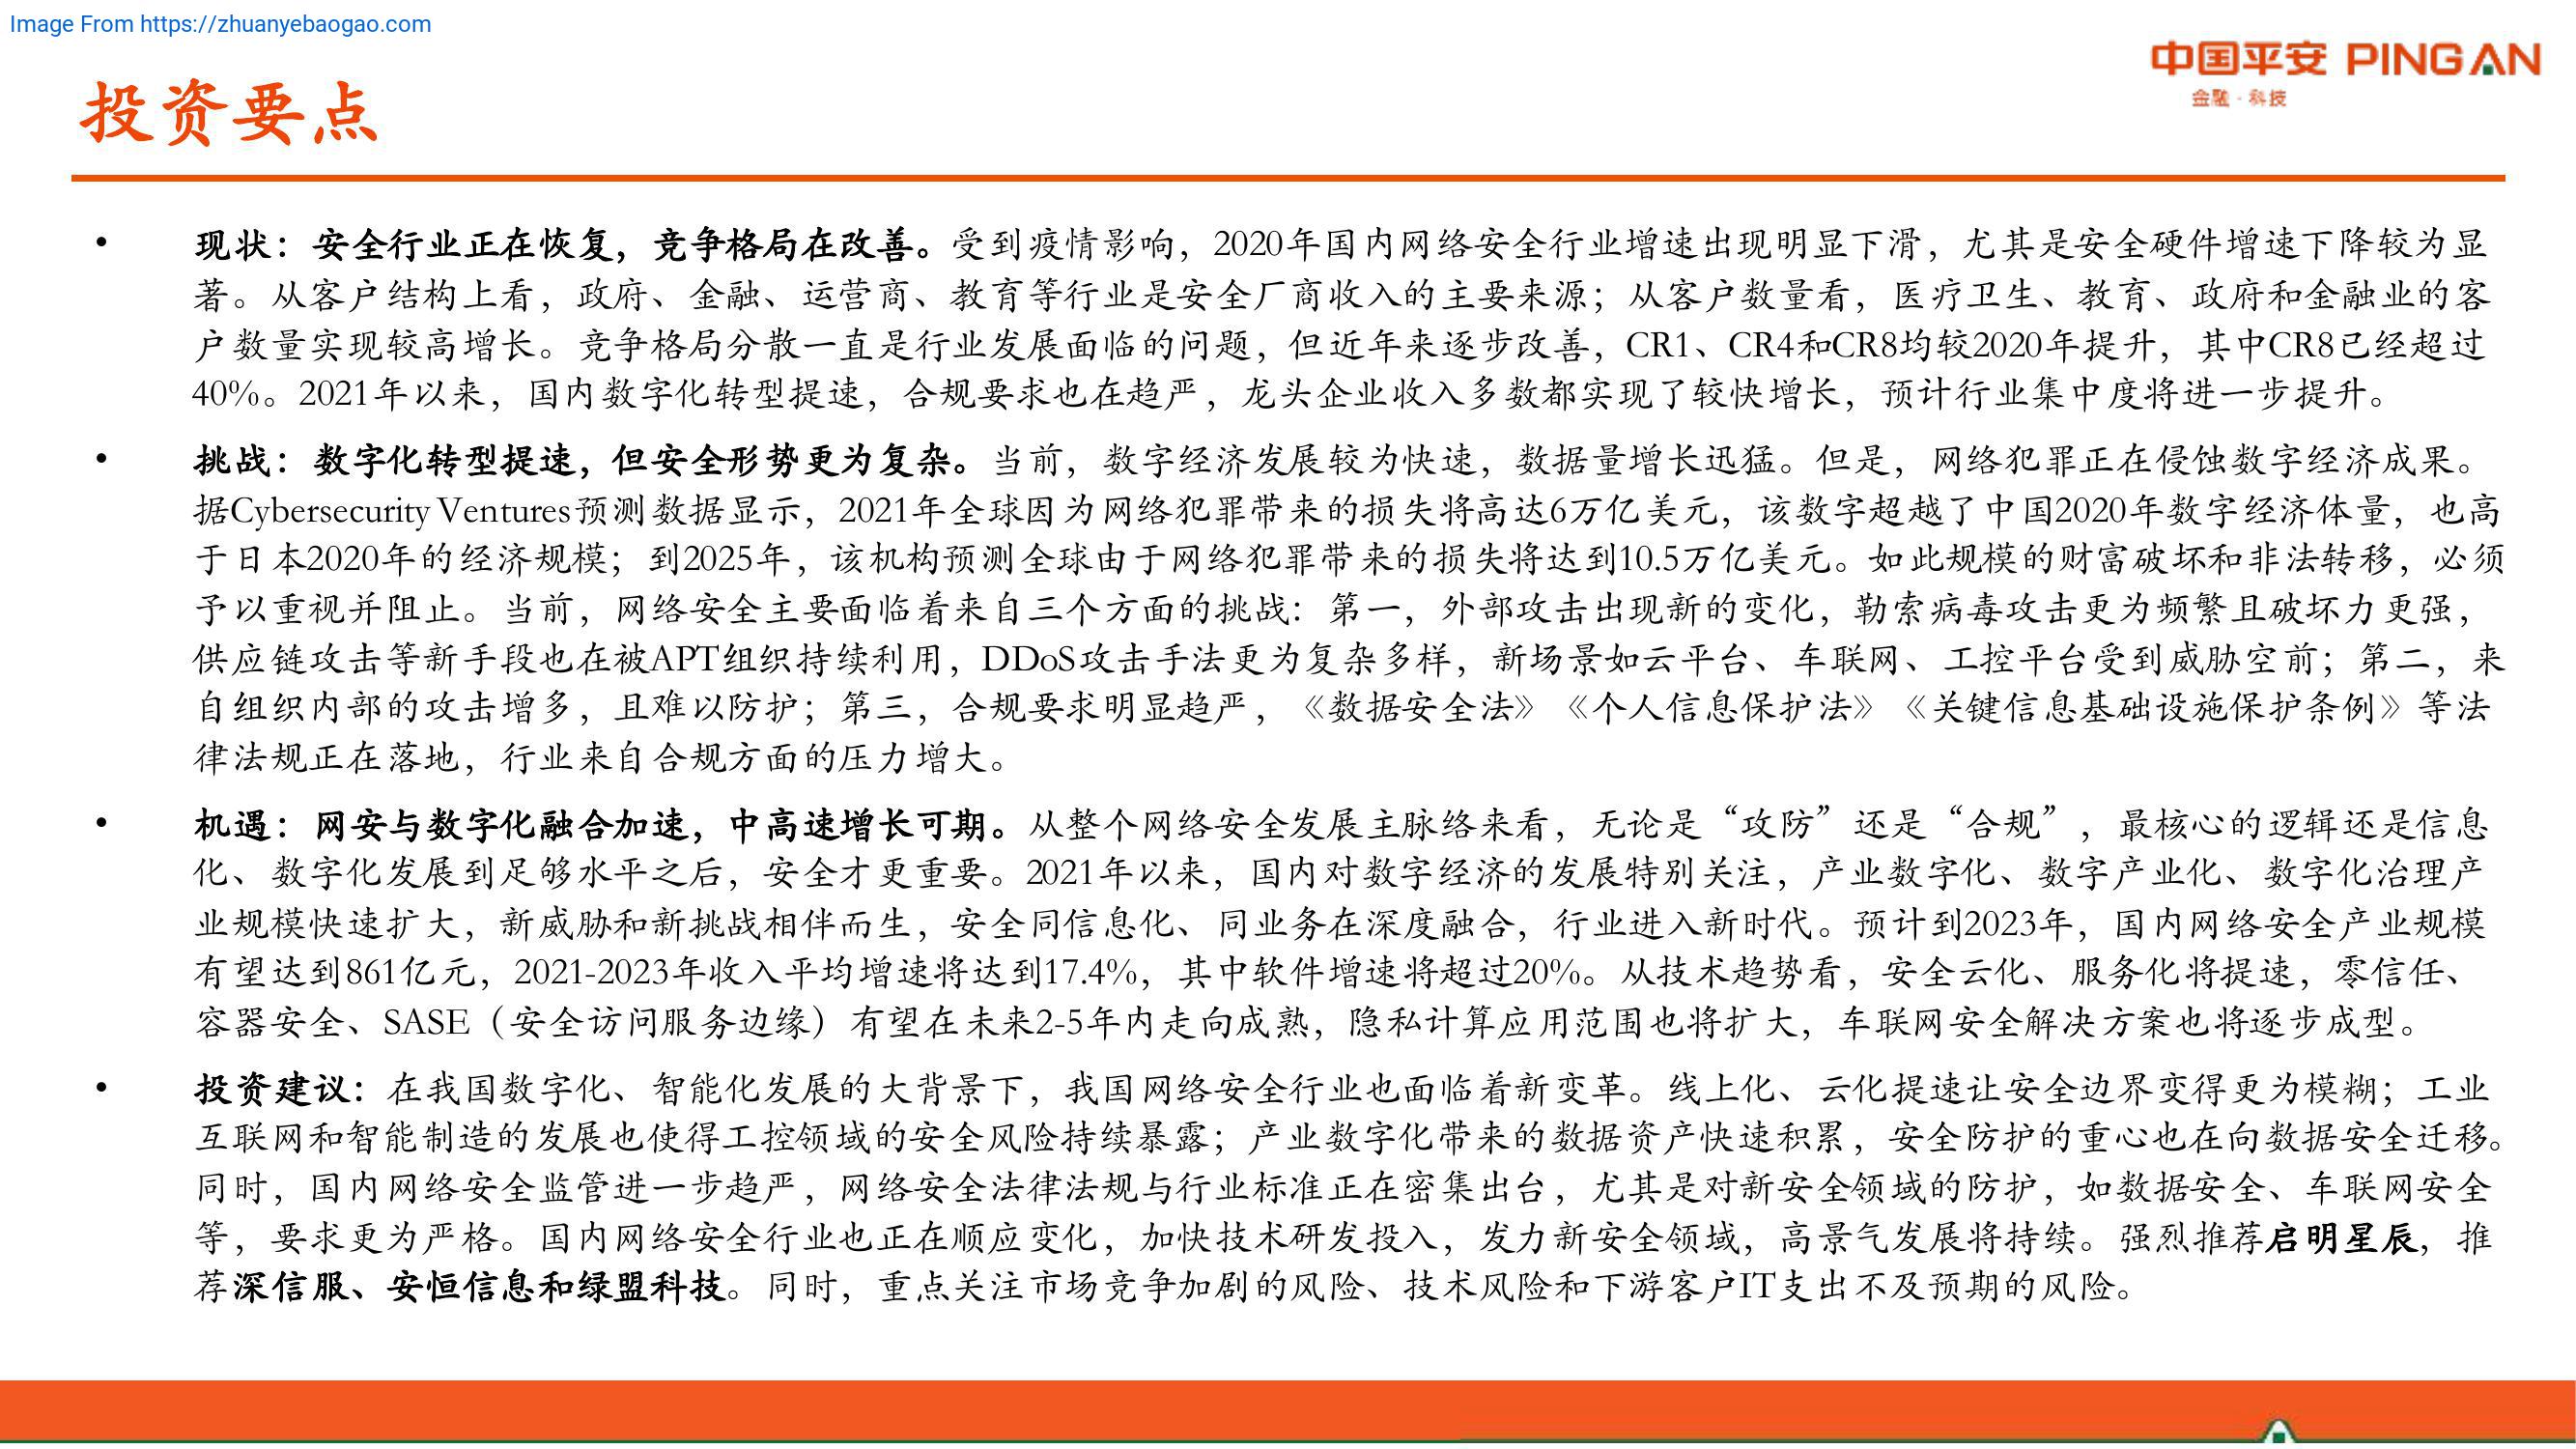 Image From https://zhuanyebaogao.com
中国平安 PINGAN
金融·科技
投资要点
• 现状：安全行业正在恢复，竞争格局在改善。受到疫情影响，2020年国内网络安全行业增速出现明显下滑，尤其是安全硬件增速下降较为显
著。从客户结构上看，政府、金融、运营商、教育等行业是安全厂商收入的主要来源；从客户数量看，医疗卫生、教育、政府和金融业的客
户数量实现较高增长。竞争格局分散一直是行业发展面临的问题，但近年来逐步改善，CR1、CR4和CR8均较2020年提升，其中CR8已经超过
40%。2021年以来，国内数字化转型提速，合规要求也在趋严，龙头企业收入多数都实现了较快增长，预计行业集中度将进一步提升。
• 挑战：数字化转型提速，但安全形势更为复杂。当前，数字经济发展较为快速，数据量增长迅猛。但是，网络犯罪正在侵蚀数字经济成果。
据Cybersecurity Ventures预测数据显示，2021年全球因为网络犯罪带来的损失将高达6万亿美元，该数字超越了中国2020年数字经济体量，也高
于日本2020年的经济规模；到2025年，该机构预测全球由于网络犯罪带来的损失将达到10.5万亿美元。如此规模的财富破坏和非法转移，必须
予以重视并阻止。当前，网络安全主要面临着来自三个方面的挑战：第一，外部攻击出现新的变化，勒索病毒攻击更为频繁且破坏力更强，
供应链攻击等新手段也在被APT组织持续利用，DDoS攻击手法更为复杂多样，新场景如云平台、车联网、工控平台受到威胁空前；第二，来
自组织内部的攻击增多，且难以防护；第三，合规要求明显趋严，《数据安全法》《个人信息保护法》《关键信息基础设施保护条例》等法
律法规正在落地，行业来自合规方面的压力增大。
• 机遇：网安与数字化融合加速，中高速增长可期。从整个网络安全发展主脉络来看，无论是“攻防”还是“合规”，最核心的逻辑还是信息
化、数字化发展到足够水平之后，安全才更重要。2021年以来，国内对数字经济的发展特别关注，产业数字化、数字产业化、数字化治理产
业规模快速扩大，新威胁和新挑战相伴而生，安全同信息化、同业务在深度融合，行业进入新时代。预计到2023年，国内网络安全产业规模
有望达到861亿元，2021-2023年收入平均增速将达到17.4%，其中软件增速将超过20%。从技术趋势看，安全云化、服务化将提速，零信任、
容器安全、SASE（安全访问服务边缘）有望在未来2-5年内走向成熟，隐私计算应用范围也将扩大，车联网安全解决方案也将逐步成型。
• 投资建议：在我国数字化、智能化发展的大背景下，我国网络安全行业也面临着新变革。线上化、云化提速让安全边界变得更为模糊；工业
互联网和智能制造的发展也使得工控领域的安全风险持续暴露；产业数字化带来的数据资产快速积累，安全防护的重心也在向数据安全迁移。
同时，国内网络安全监管进一步趋严，网络安全法律法规与行业标准正在密集出台，尤其是对新安全领域的防护，如数据安全、车联网安全
等，要求更为严格。国内网络安全行业也正在顺应变化，加快技术研发投入，发力新安全领域，高景气发展将持续。强烈推荐启明星辰，推
荐深信服、安恒信息和绿盟科技。同时，重点关注市场竞争加剧的风险、技术风险和下游客户IT支出不及预期的风险。